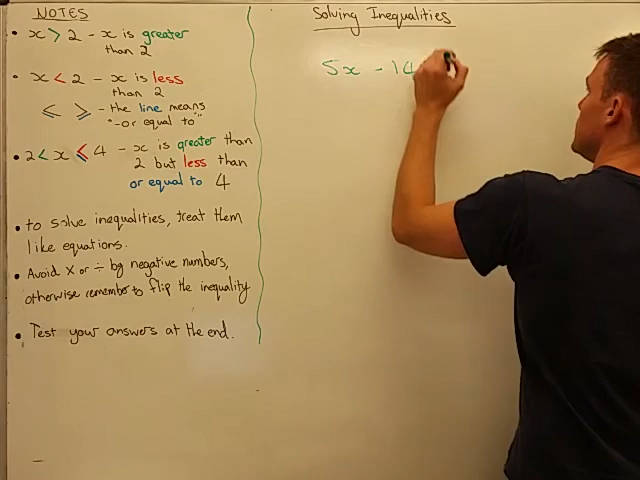 NOTES
• x > 2 - x is greater
than 2
• x < 2 - x is less
than 2
≤ ≥ - the line means
"-or equal to"
• 2 < x ≤ 4 - x is greater than
2 but less than
or equal to 4
• to solve inequalities, treat them
like equations.
• Avoid × or ÷ by negative numbers,
otherwise remember to flip the inequality
• Test your answers at the end.
Solving Inequalities
5x - 14